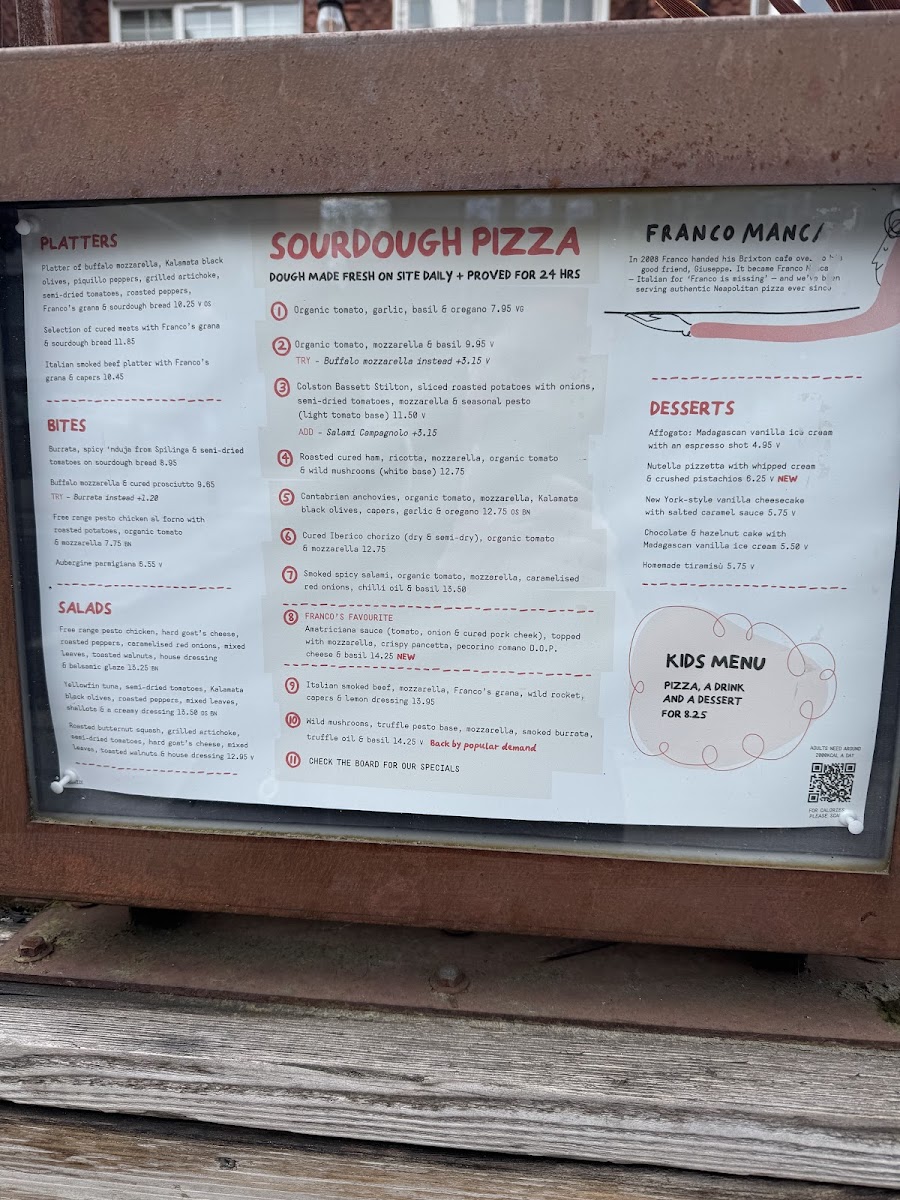 PLATTERS
Platter of buffalo mozzarella, Kalamata black
olives, piquillo peppers, grilled artichoke,
semi-dried tomatoes, roasted peppers,
Franco's grana & sourdough bread 10.25 V OS
Selection of cured meats with Franco's grana
& sourdough bread 11.85
Italian smoked beef platter with Franco's
grana & capers 10.45
BITES
Burrata, spicy 'nduja from Spilinga & semi-dried
tomatoes on sourdough bread 8.95
Buffalo mozzarella & cured prosciutto 9.65
TRY - Burrata instead +1.20
Free range pesto chicken al forno with
roasted potatoes, organic tomato
& mozzarella 7.75 BN
Aubergine parmigiana 8.55 V
SALADS
Free range pesto chicken, hard goat's cheese,
roasted peppers, caramelised red onions, mixed
leaves, toasted walnuts, house dressing
& balsamic glaze 13.25 BN
Yellowfin tuna, semi-dried tomatoes, Kalamata
black olives, roasted peppers, mixed leaves,
shallots & a creamy dressing 13.50 OS BN
Roasted butternut squash, grilled artichoke,
semi-dried tomatoes, hard goat's cheese, mixed
leaves, toasted walnuts & house dressing 12.95 V
SOURDOUGH PIZZA
DOUGH MADE FRESH ON SITE DAILY + PROVED FOR 24 HRS
1 Organic tomato, garlic, basil & oregano 7.95 VG
2 Organic tomato, mozzarella & basil 9.95 V
TRY - Buffalo mozzarella instead +3.15 V
3 Colston Bassett Stilton, sliced roasted potatoes with onions,
semi-dried tomatoes, mozzarella & seasonal pesto
(light tomato base) 11.50 V
ADD - Salami Campagnolo +3.15
4 Roasted cured ham, ricotta, mozzarella, organic tomato
& wild mushrooms (white base) 12.75
5 Cantabrian anchovies, organic tomato, mozzarella, Kalamata
black olives, capers, garlic & oregano 12.75 OS BN
6 Cured Iberico chorizo (dry & semi-dry), organic tomato
& mozzarella 12.75
7 Smoked spicy salami, organic tomato, mozzarella, caramelised
red onions, chilli oil & basil 13.50
8 FRANCO'S FAVOURITE
Amatriciana sauce (tomato, onion & cured pork cheek), topped
with mozzarella, crispy pancetta, pecorino romano D.O.P.
cheese & basil 14.25 NEW
9 Italian smoked beef, mozzarella, Franco's grana, wild rocket,
capers & lemon dressing 13.95
10 Wild mushrooms, truffle pesto base, mozzarella, smoked burrata,
truffle oil & basil 14.25 V Back by popular demand
11 CHECK THE BOARD FOR OUR SPECIALS
FRANCO MANC
In 2008 Franco handed his Brixton cafe
good friend, Giuseppe. It became Franco
— Italian for 'Franco is missing' — and we've been
serving authentic Neapolitan pizza ever since
DESSERTS
Affogato: Madagascan vanilla ice cream
with an espresso shot 4.95 V
Nutella pizzetta with whipped cream
& crushed pistachios 6.25 V NEW
New York-style vanilla cheesecake
with salted caramel sauce 5.75 V
Chocolate & hazelnut cake with
Madagascan vanilla ice cream 5.50 V
Homemade tiramisù 5.75 V
KIDS MENU
PIZZA, A DRINK
AND A DESSERT
FOR 8.25
ADULTS NEED AROUND
2000KCAL A DAY
FOR CALORIES
PLEASE